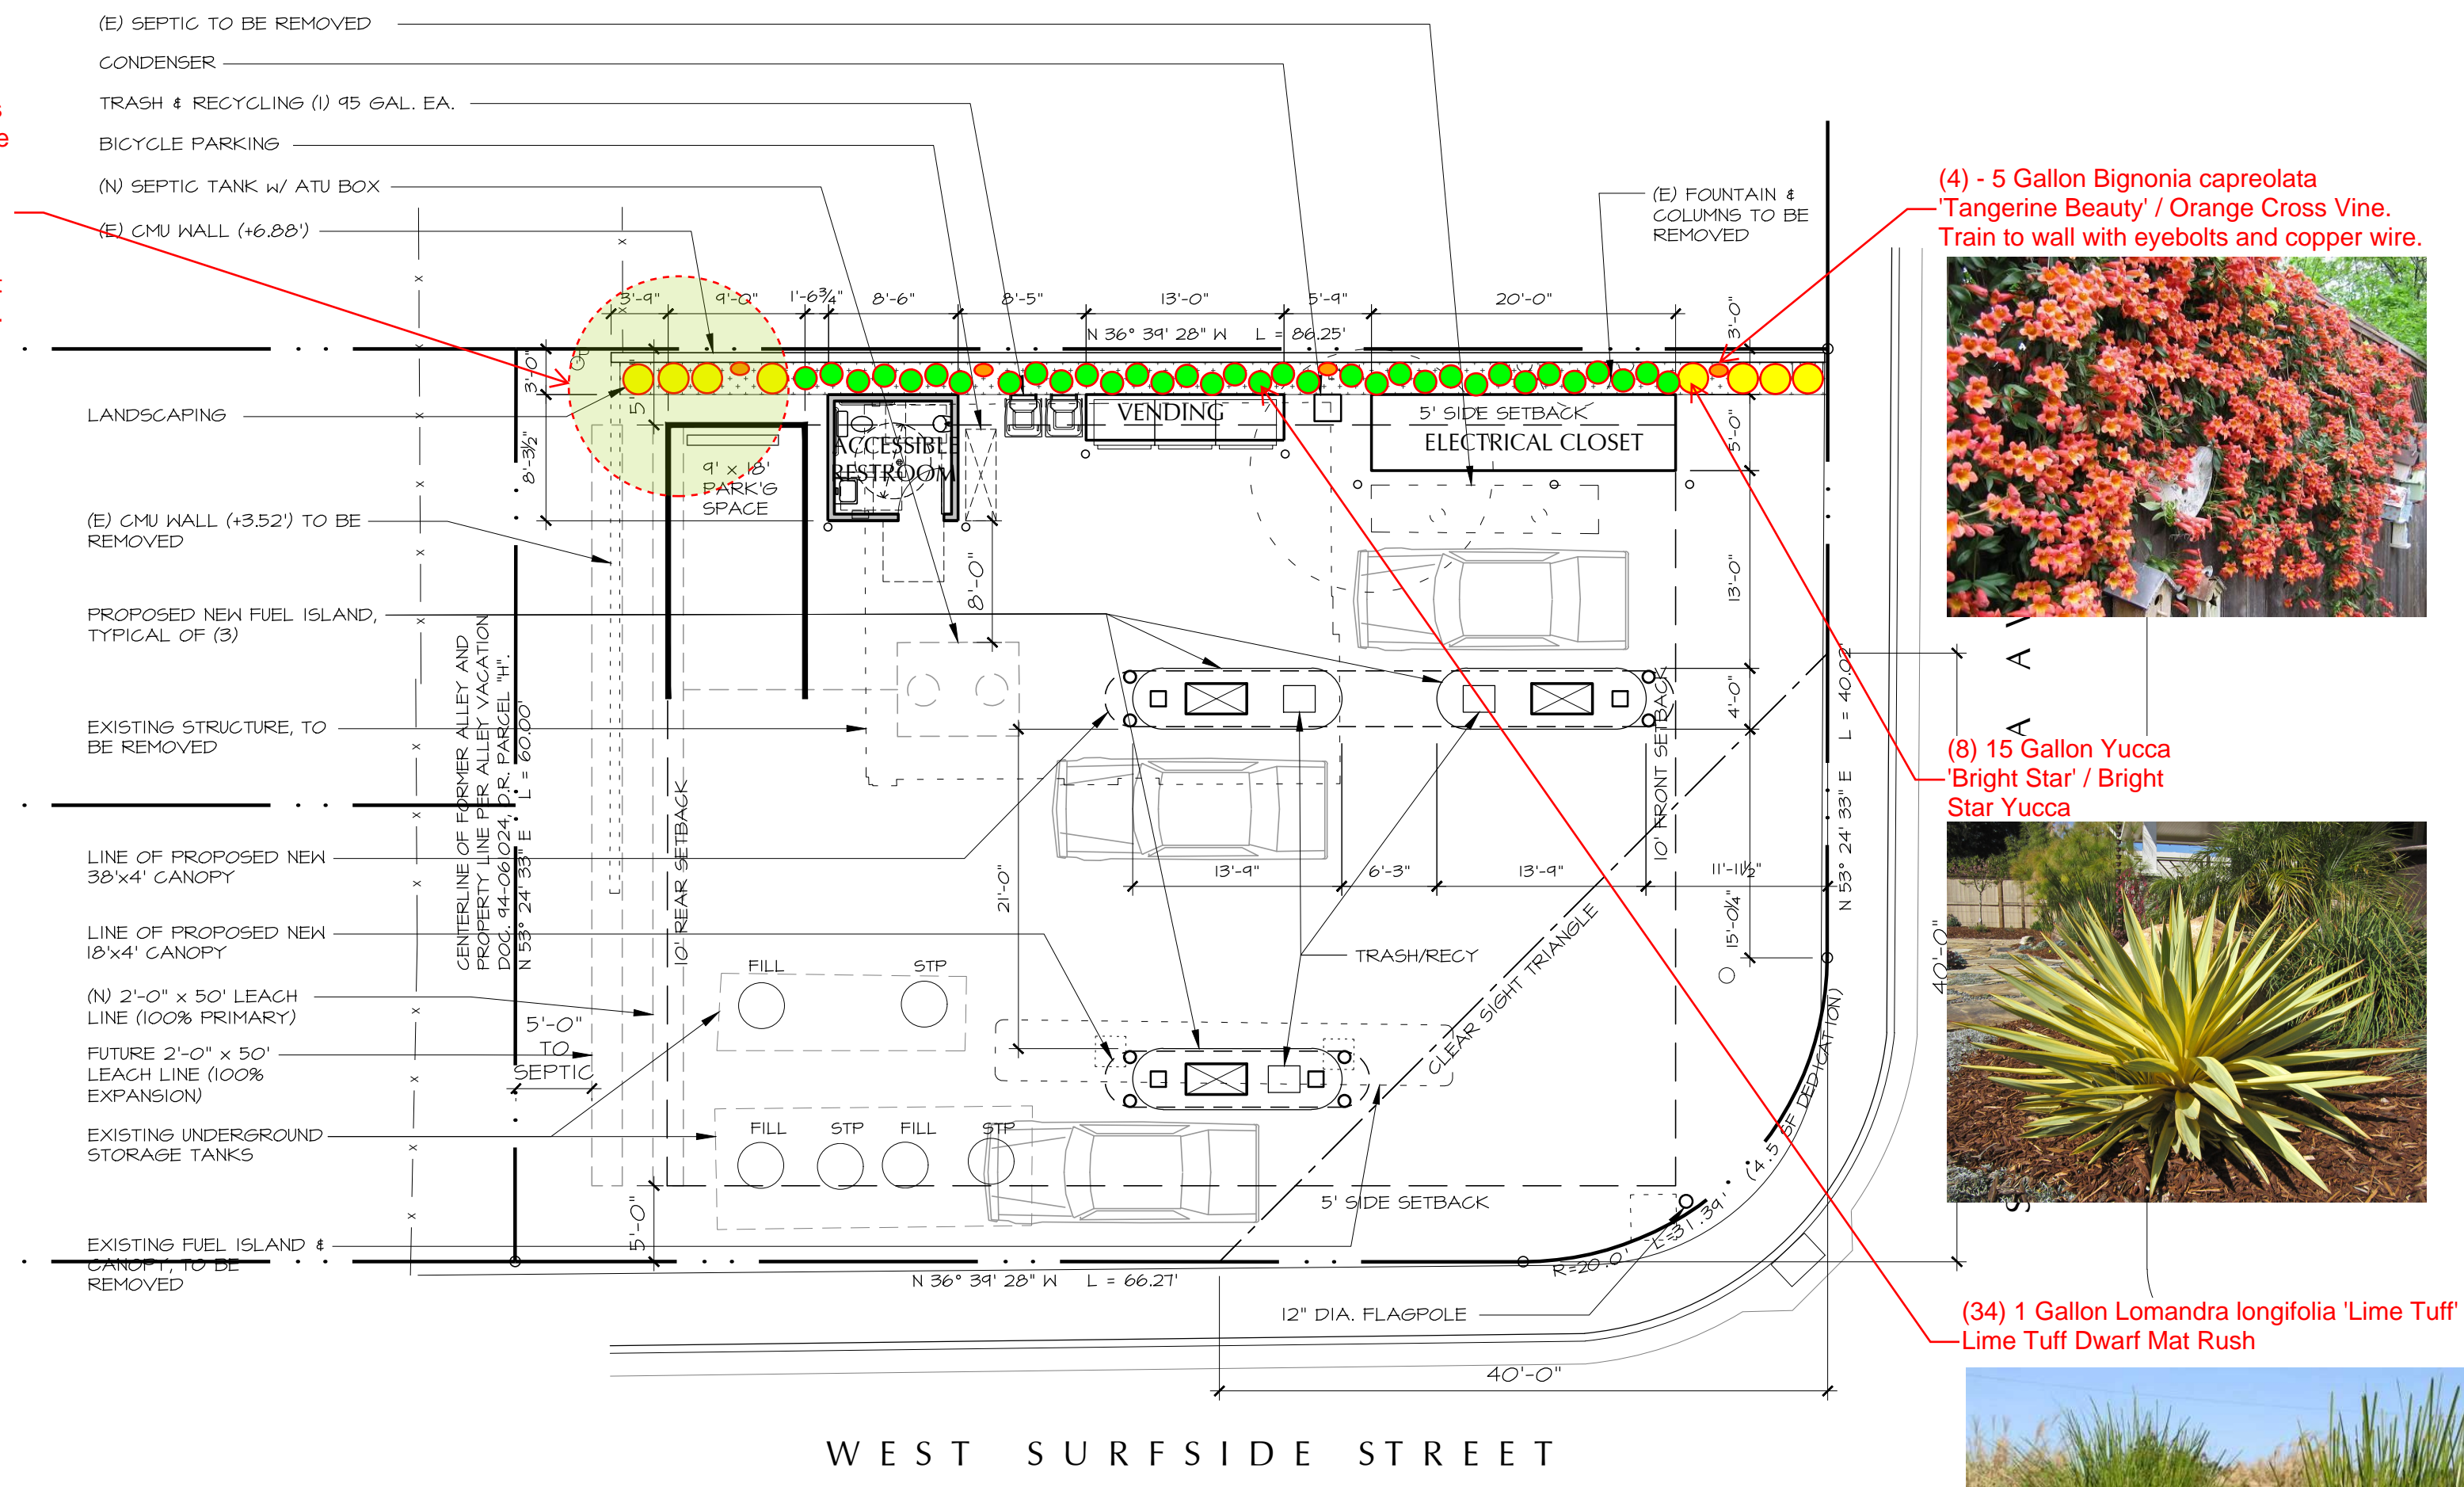 (E) SEPTIC TO BE REMOVED
CONDENSER
TRASH & RECYCLING (1) 95 GAL. EA.
BICYCLE PARKING
(N) SEPTIC TANK w/ ATU BOX
(E) CMU WALL (+6.88')
LANDSCAPING
(E) CMU WALL (+3.52') TO BE
REMOVED
PROPOSED NEW FUEL ISLAND,
TYPICAL OF (3)
EXISTING STRUCTURE, TO
BE REMOVED
LINE OF PROPOSED NEW
38'x4' CANOPY
LINE OF PROPOSED NEW
18'x4' CANOPY
(N) 2'-0" x 50' LEACH
LINE (100% PRIMARY)
FUTURE 2'-0" x 50'
LEACH LINE (100%
EXPANSION)
EXISTING UNDERGROUND
STORAGE TANKS
EXISTING FUEL ISLAND &
CANOPY, TO BE
REMOVED
(E) FOUNTAIN &
COLUMNS TO BE
REMOVED
(4) - 5 Gallon Bignonia capreolata
'Tangerine Beauty' / Orange Cross Vine.
Train to wall with eyebolts and copper wire.
(8) 15 Gallon Yucca
'Bright Star' / Bright
Star Yucca
(34) 1 Gallon Lomandra longifolia 'Lime Tuff'
Lime Tuff Dwarf Mat Rush
3'-9"
9'-0"
1'-6¾"
8'-6"
8'-5"
13'-0"
5'-9"
20'-0"
N 36° 39' 28" W L = 86.25'
3'-0"
3'-0"
8'-3½"
5'
ACCESSIBLE
RESTROOM
VENDING
5' SIDE SETBACK
ELECTRICAL CLOSET
9' x 18'
PARK'G
SPACE
5'-0"
13'-0"
8'-0"
4'-0"
CENTERLINE OF FORMER ALLEY AND
PROPERTY LINE PER ALLEY VACATION
DOC. 94-061024, O.R. PARCEL "H".
N 53° 24' 33" E L = 60.00'
10' REAR SETBACK
10' FRONT SETBACK
N 53° 24' 33" E L = 40.02'
21'-0"
13'-9"
6'-3"
13'-9"
11'-11½"
15'-0¼"
40'-0"
TRASH/RECY
CLEAR SIGHT TRIANGLE
FILL
STP
5'-0"
TO
SEPTIC
FILL
STP
FILL
STP
5'-0"
5' SIDE SETBACK
R=20.0' L=31.39' (4.5 SF DEDICATION)
N 36° 39' 28" W L = 66.27'
12" DIA. FLAGPOLE
40'-0"
WEST SURFSIDE STREET